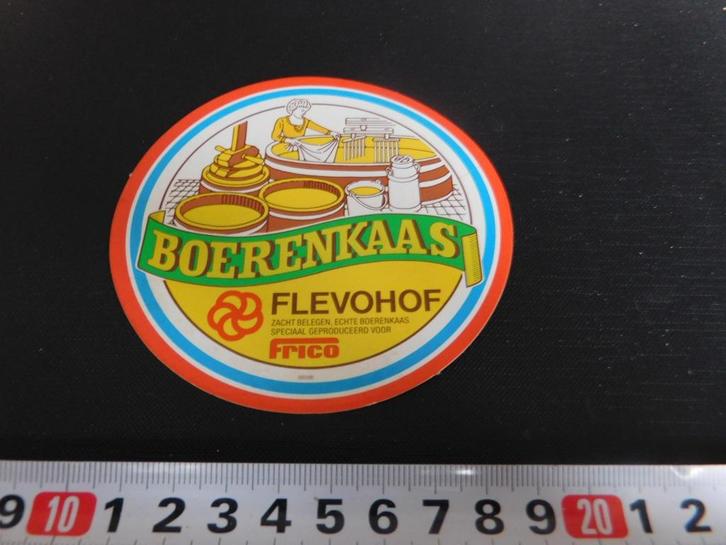 BOERENKAAS
FLEVOHOF
ZACHT BELEGEN, ECHTE BOERENKAAS
SPECIAAL GEPRODUCEERD VOOR
Frico
9 10 1 2 3 4 5 6 7 8 9 20 1 2